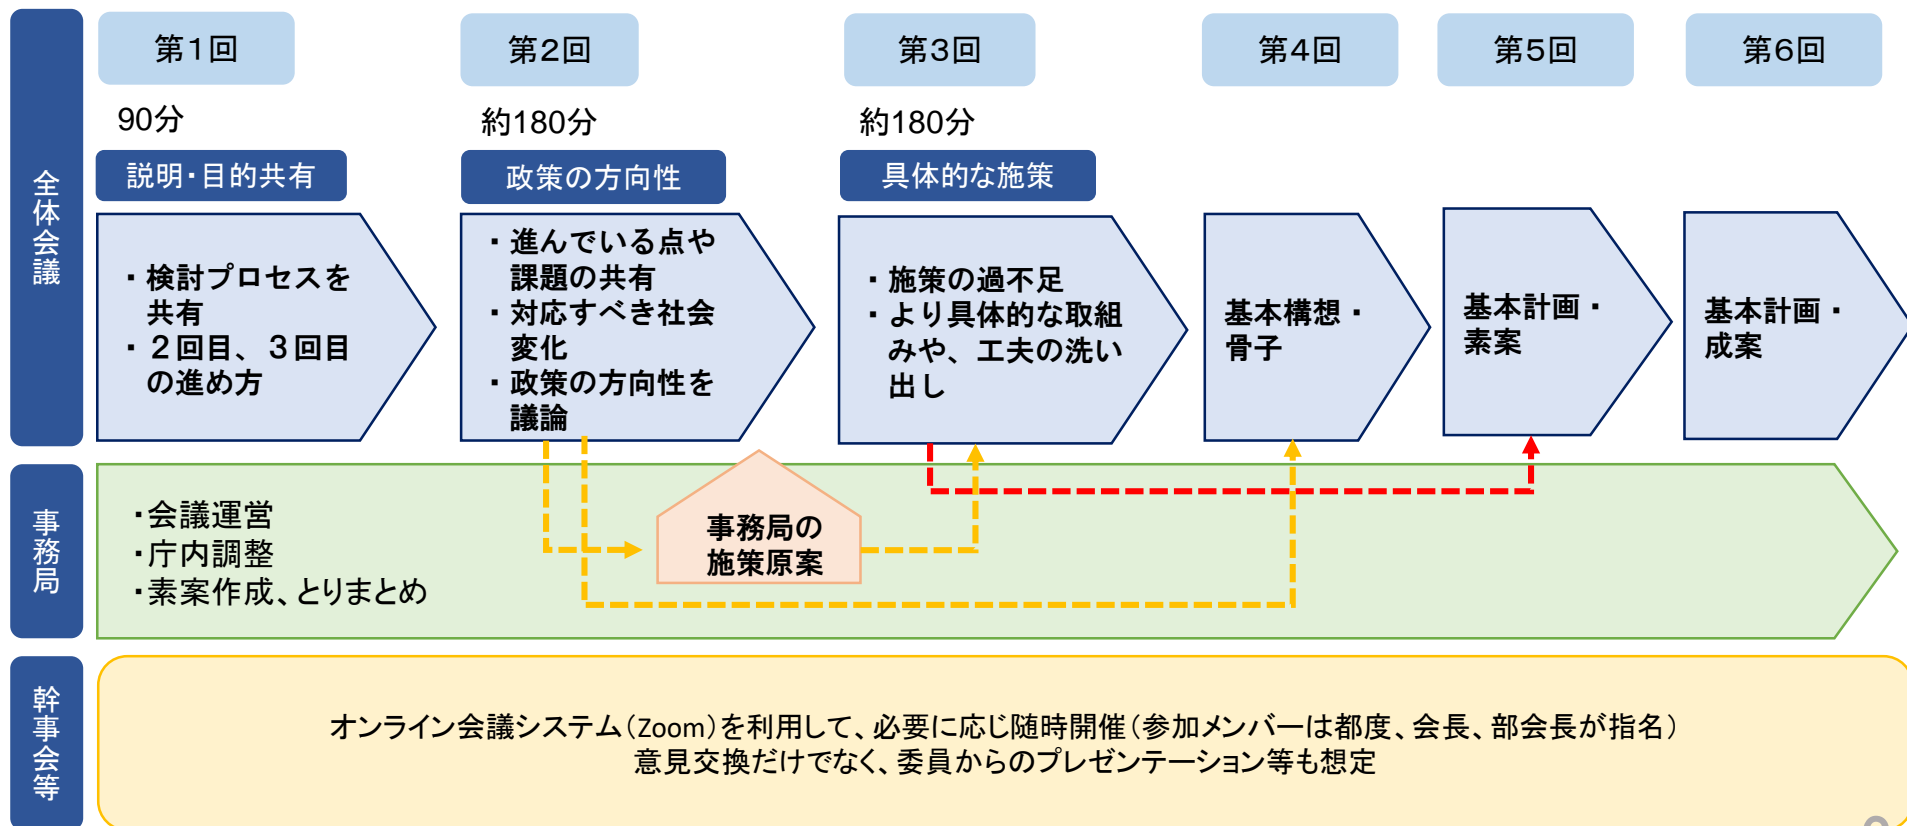 全体会議
第1回
90分
説明・目的共有
・検討プロセスを
共有
・２回目、３回目
の進め方
第2回
約180分
政策の方向性
・進んでいる点や
課題の共有
・対応すべき社会
変化
・政策の方向性を
議論
第3回
約180分
具体的な施策
・施策の過不足
・より具体的な取組
みや、工夫の洗い
出し
第4回
基本構想・
骨子
第5回
基本計画・
素案
第6回
基本計画・
成案
事務局
・会議運営
・庁内調整
・素案作成、とりまとめ
事務局の
施策原案
幹事会等
オンライン会議システム（Zoom）を利用して、必要に応じ随時開催（参加メンバーは都度、会長、部会長が指名）
意見交換だけでなく、委員からのプレゼンテーション等も想定